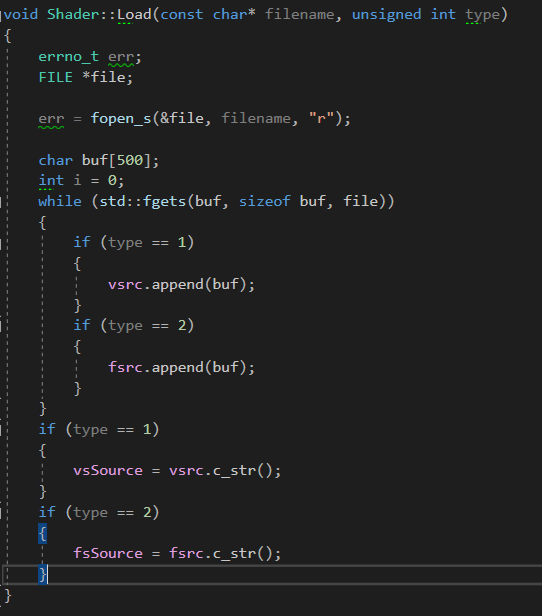 void Shader::Load(const char* filename, unsigned int type)
{
    errno_t err;
    FILE *file;

    err = fopen_s(&file, filename, "r");

    char buf[500];
    int i = 0;
    while (std::fgets(buf, sizeof buf, file))
    {
        if (type == 1)
        {
            vsrc.append(buf);
        }
        if (type == 2)
        {
            fsrc.append(buf);
        }
    }
    if (type == 1)
    {
        vsSource = vsrc.c_str();
    }
    if (type == 2)
    {
        fsSource = fsrc.c_str();
    }
}